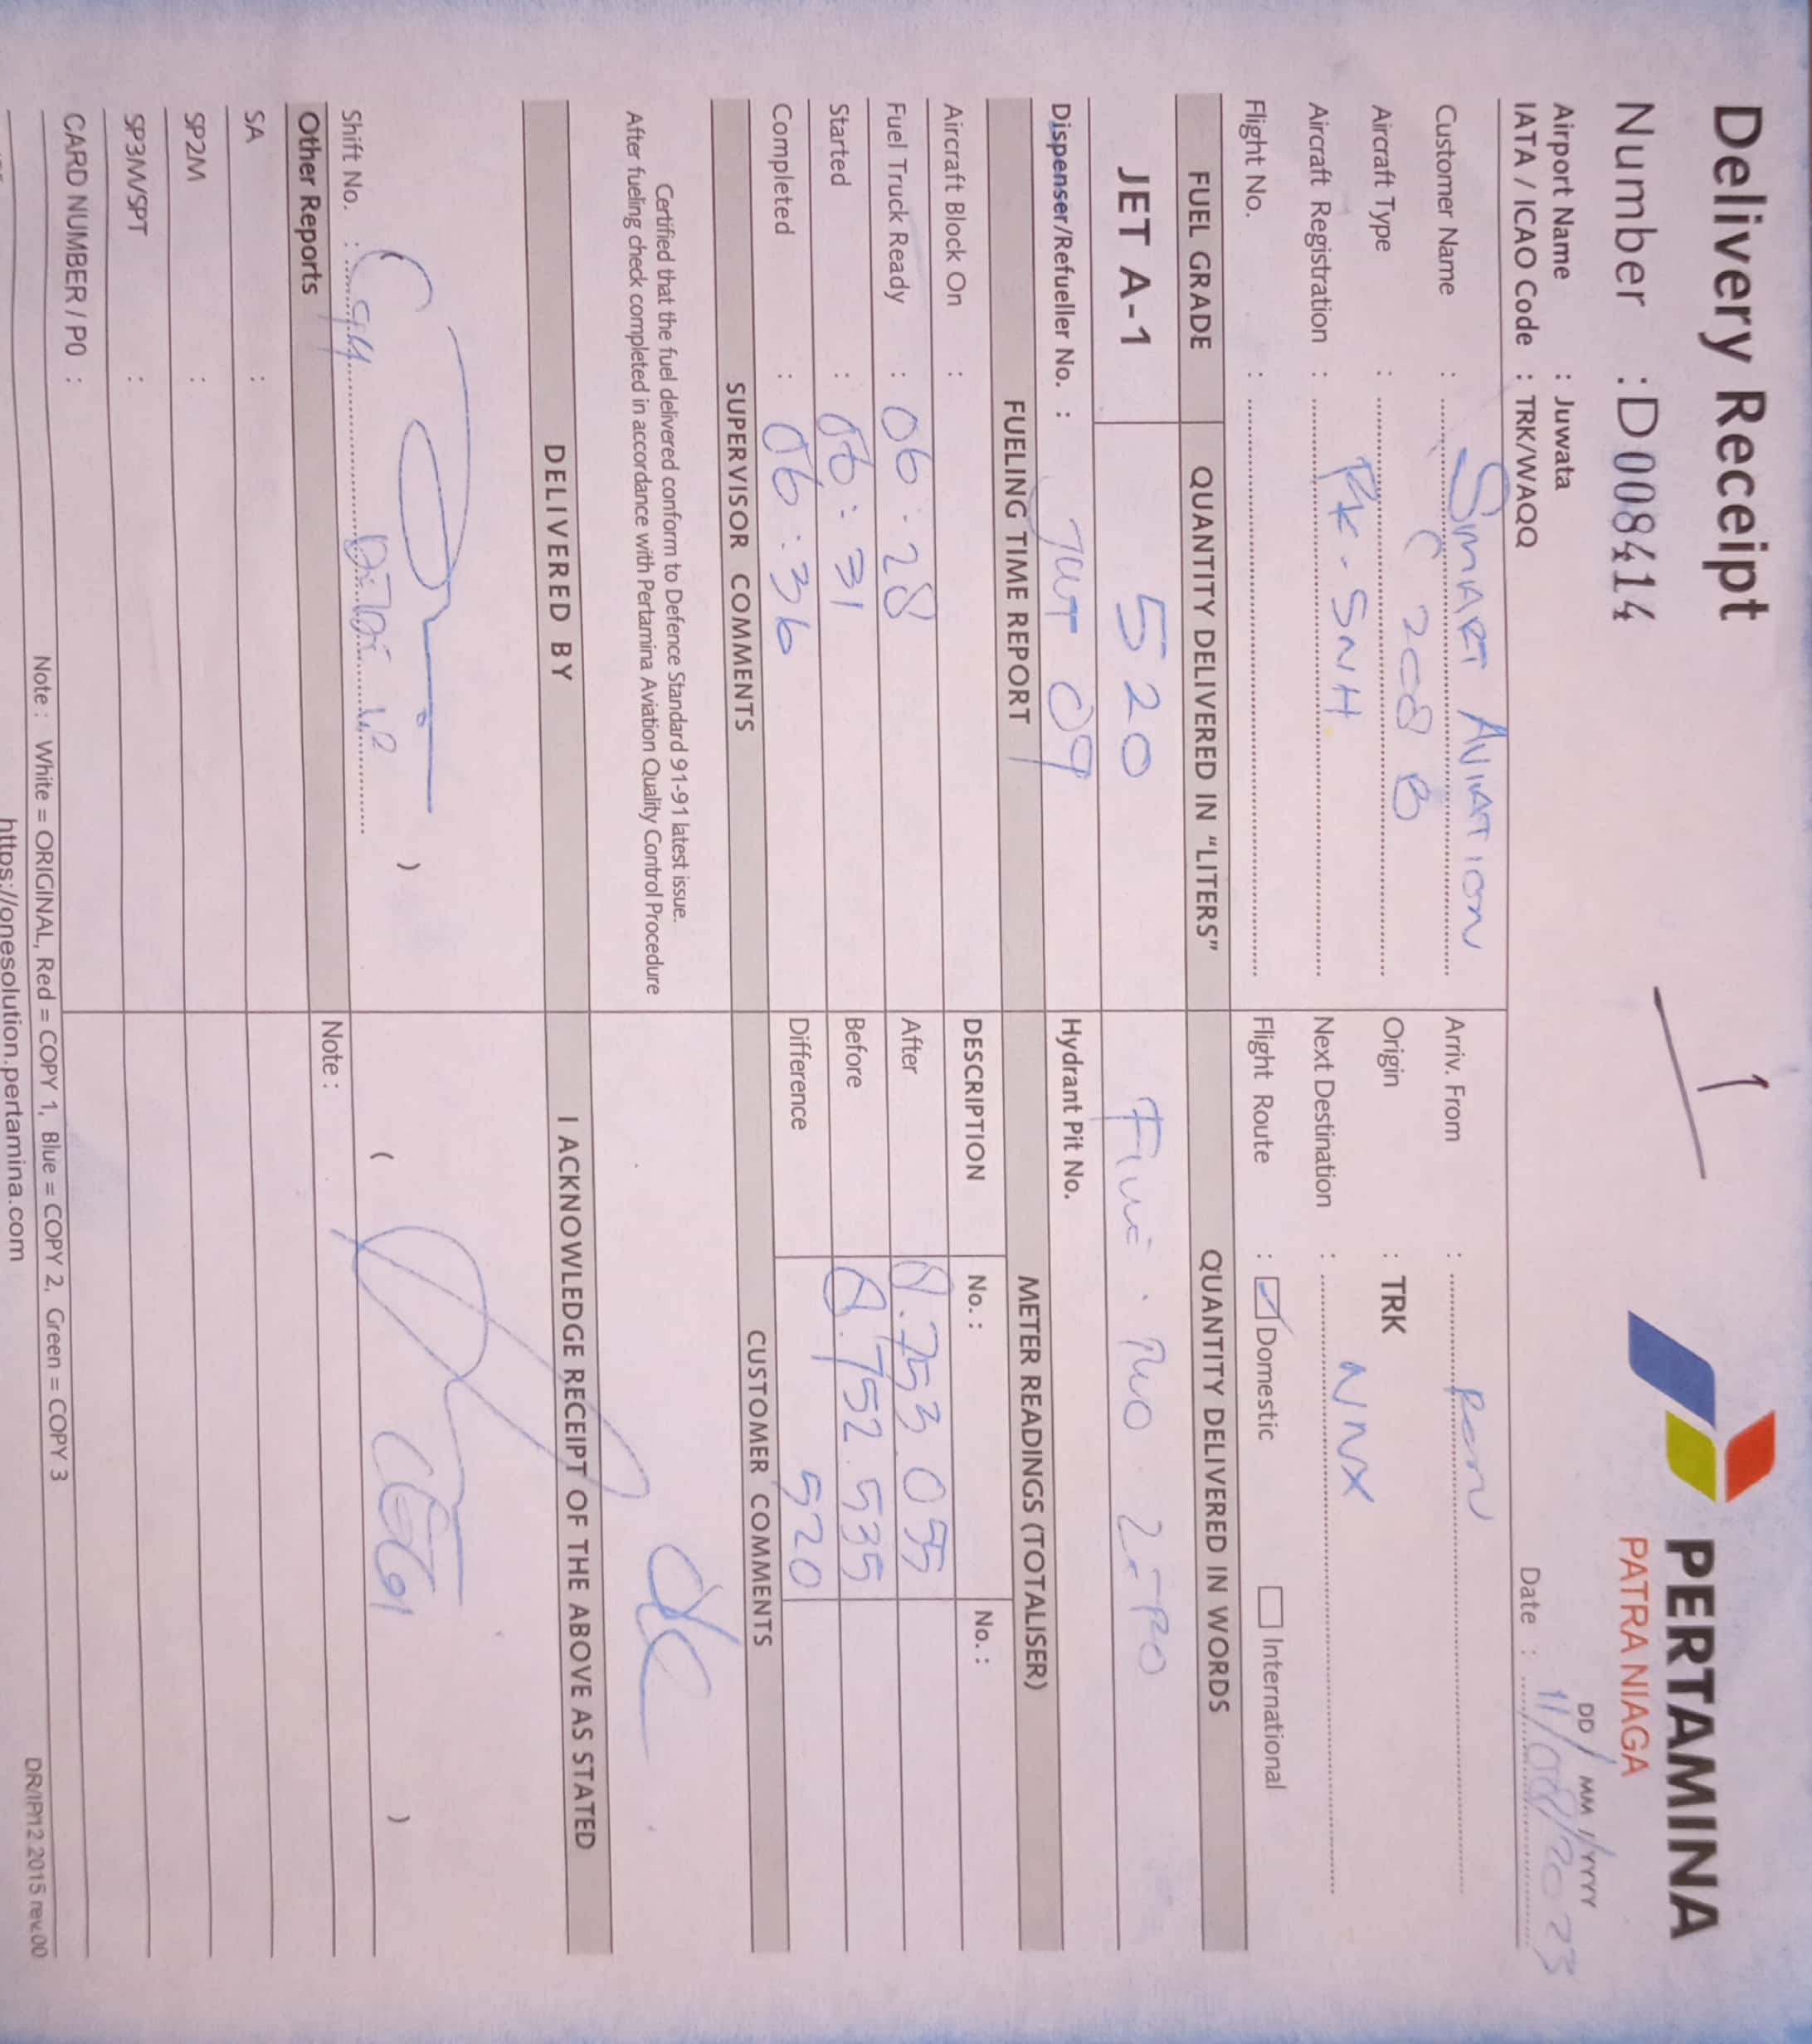 Delivery Receipt
Number : D008414
1
PERTAMINA
PATRA NIAGA
DD / MM / YYYY
Date : 11/08/2023
Airport Name : Juwata
IATA / ICAO Code : TRK/WAQQ
Customer Name : SMART AVIATION
Arriv. From :
Aircraft Type : C 208 B
Origin : TRK
Aircraft Registration : PK - SNH
Next Destination : NNX
Flight No. :
Flight Route : Domestic International
FUEL GRADE QUANTITY DELIVERED IN "LITERS" QUANTITY DELIVERED IN WORDS
JET A-1 520
Dispenser/Refueller No. : 09
Hydrant Pit No.
FUELING TIME REPORT METER READINGS (TOTALISER)
Aircraft Block On :
DESCRIPTION No. : No. :
Fuel Truck Ready : 06 . 28
After 8.753.055
Started : 06 : 31
Before 8.752.535
Completed : 06 : 36
Difference 520
SUPERVISOR COMMENTS CUSTOMER COMMENTS
Certified that the fuel delivered conform to Defence Standard 91-91 latest issue.
After fueling check completed in accordance with Pertamina Aviation Quality Control Procedure
DELIVERED BY I ACKNOWLEDGE RECEIPT OF THE ABOVE AS STATED
( )
( )
Shift No. :
Other Reports Note :
SA :
SP2M :
SP3M/SPT :
CARD NUMBER / PO :
Note : White = ORIGINAL, Red = COPY 1, Blue = COPY 2, Green = COPY 3
DR/IP/12 2015 rev.00
https://onesolution.pertamina.com